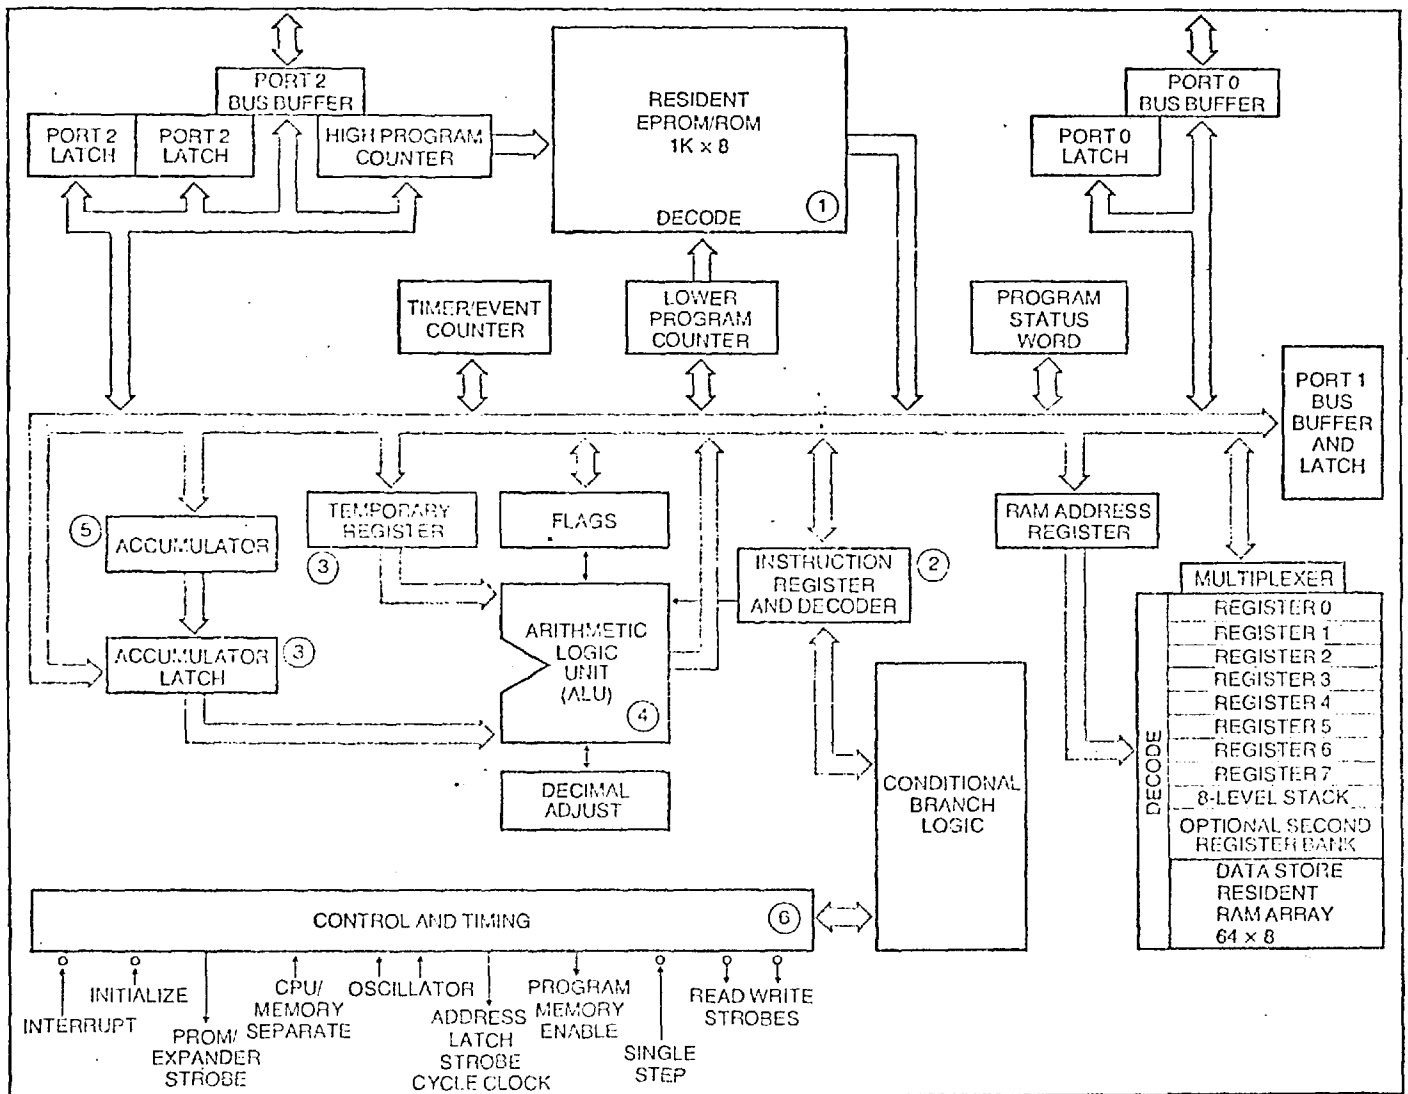 PORT 2
BUS BUFFER
PORT 2
LATCH
PORT 2
LATCH
HIGH PROGRAM
COUNTER
RESIDENT
EPROM/ROM
1K × 8
DECODE
1
PORT 0
BUS BUFFER
PORT 0
LATCH
TIMER/EVENT
COUNTER
LOWER
PROGRAM
COUNTER
PROGRAM
STATUS
WORD
PORT 1
BUS
BUFFER
AND
LATCH
5
ACCUMULATOR
TEMPORARY
REGISTER
3
FLAGS
INSTRUCTION
REGISTER
AND DECODER
2
RAM ADDRESS
REGISTER
ACCUMULATOR
LATCH
3
ARITHMETIC
LOGIC
UNIT
(ALU)
4
DECIMAL
ADJUST
CONDITIONAL
BRANCH
LOGIC
MULTIPLEXER
DECODE
REGISTER 0
REGISTER 1
REGISTER 2
REGISTER 3
REGISTER 4
REGISTER 5
REGISTER 6
REGISTER 7
8-LEVEL STACK
OPTIONAL SECOND
REGISTER BANK
DATA STORE
RESIDENT
RAM ARRAY
64 × 8
CONTROL AND TIMING
6
INTERRUPT
INITIALIZE
PROM/
EXPANDER
STROBE
CPU/
MEMORY
SEPARATE
OSCILLATOR
ADDRESS
LATCH
STROBE
CYCLE CLOCK
PROGRAM
MEMORY
ENABLE
SINGLE
STEP
READ WRITE
STROBES